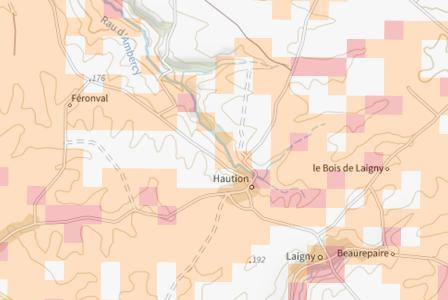 Rau d'Ambercy
.176
Féronval
le Bois de Laigny
Haution
Laigny
Beaurepaire
.192